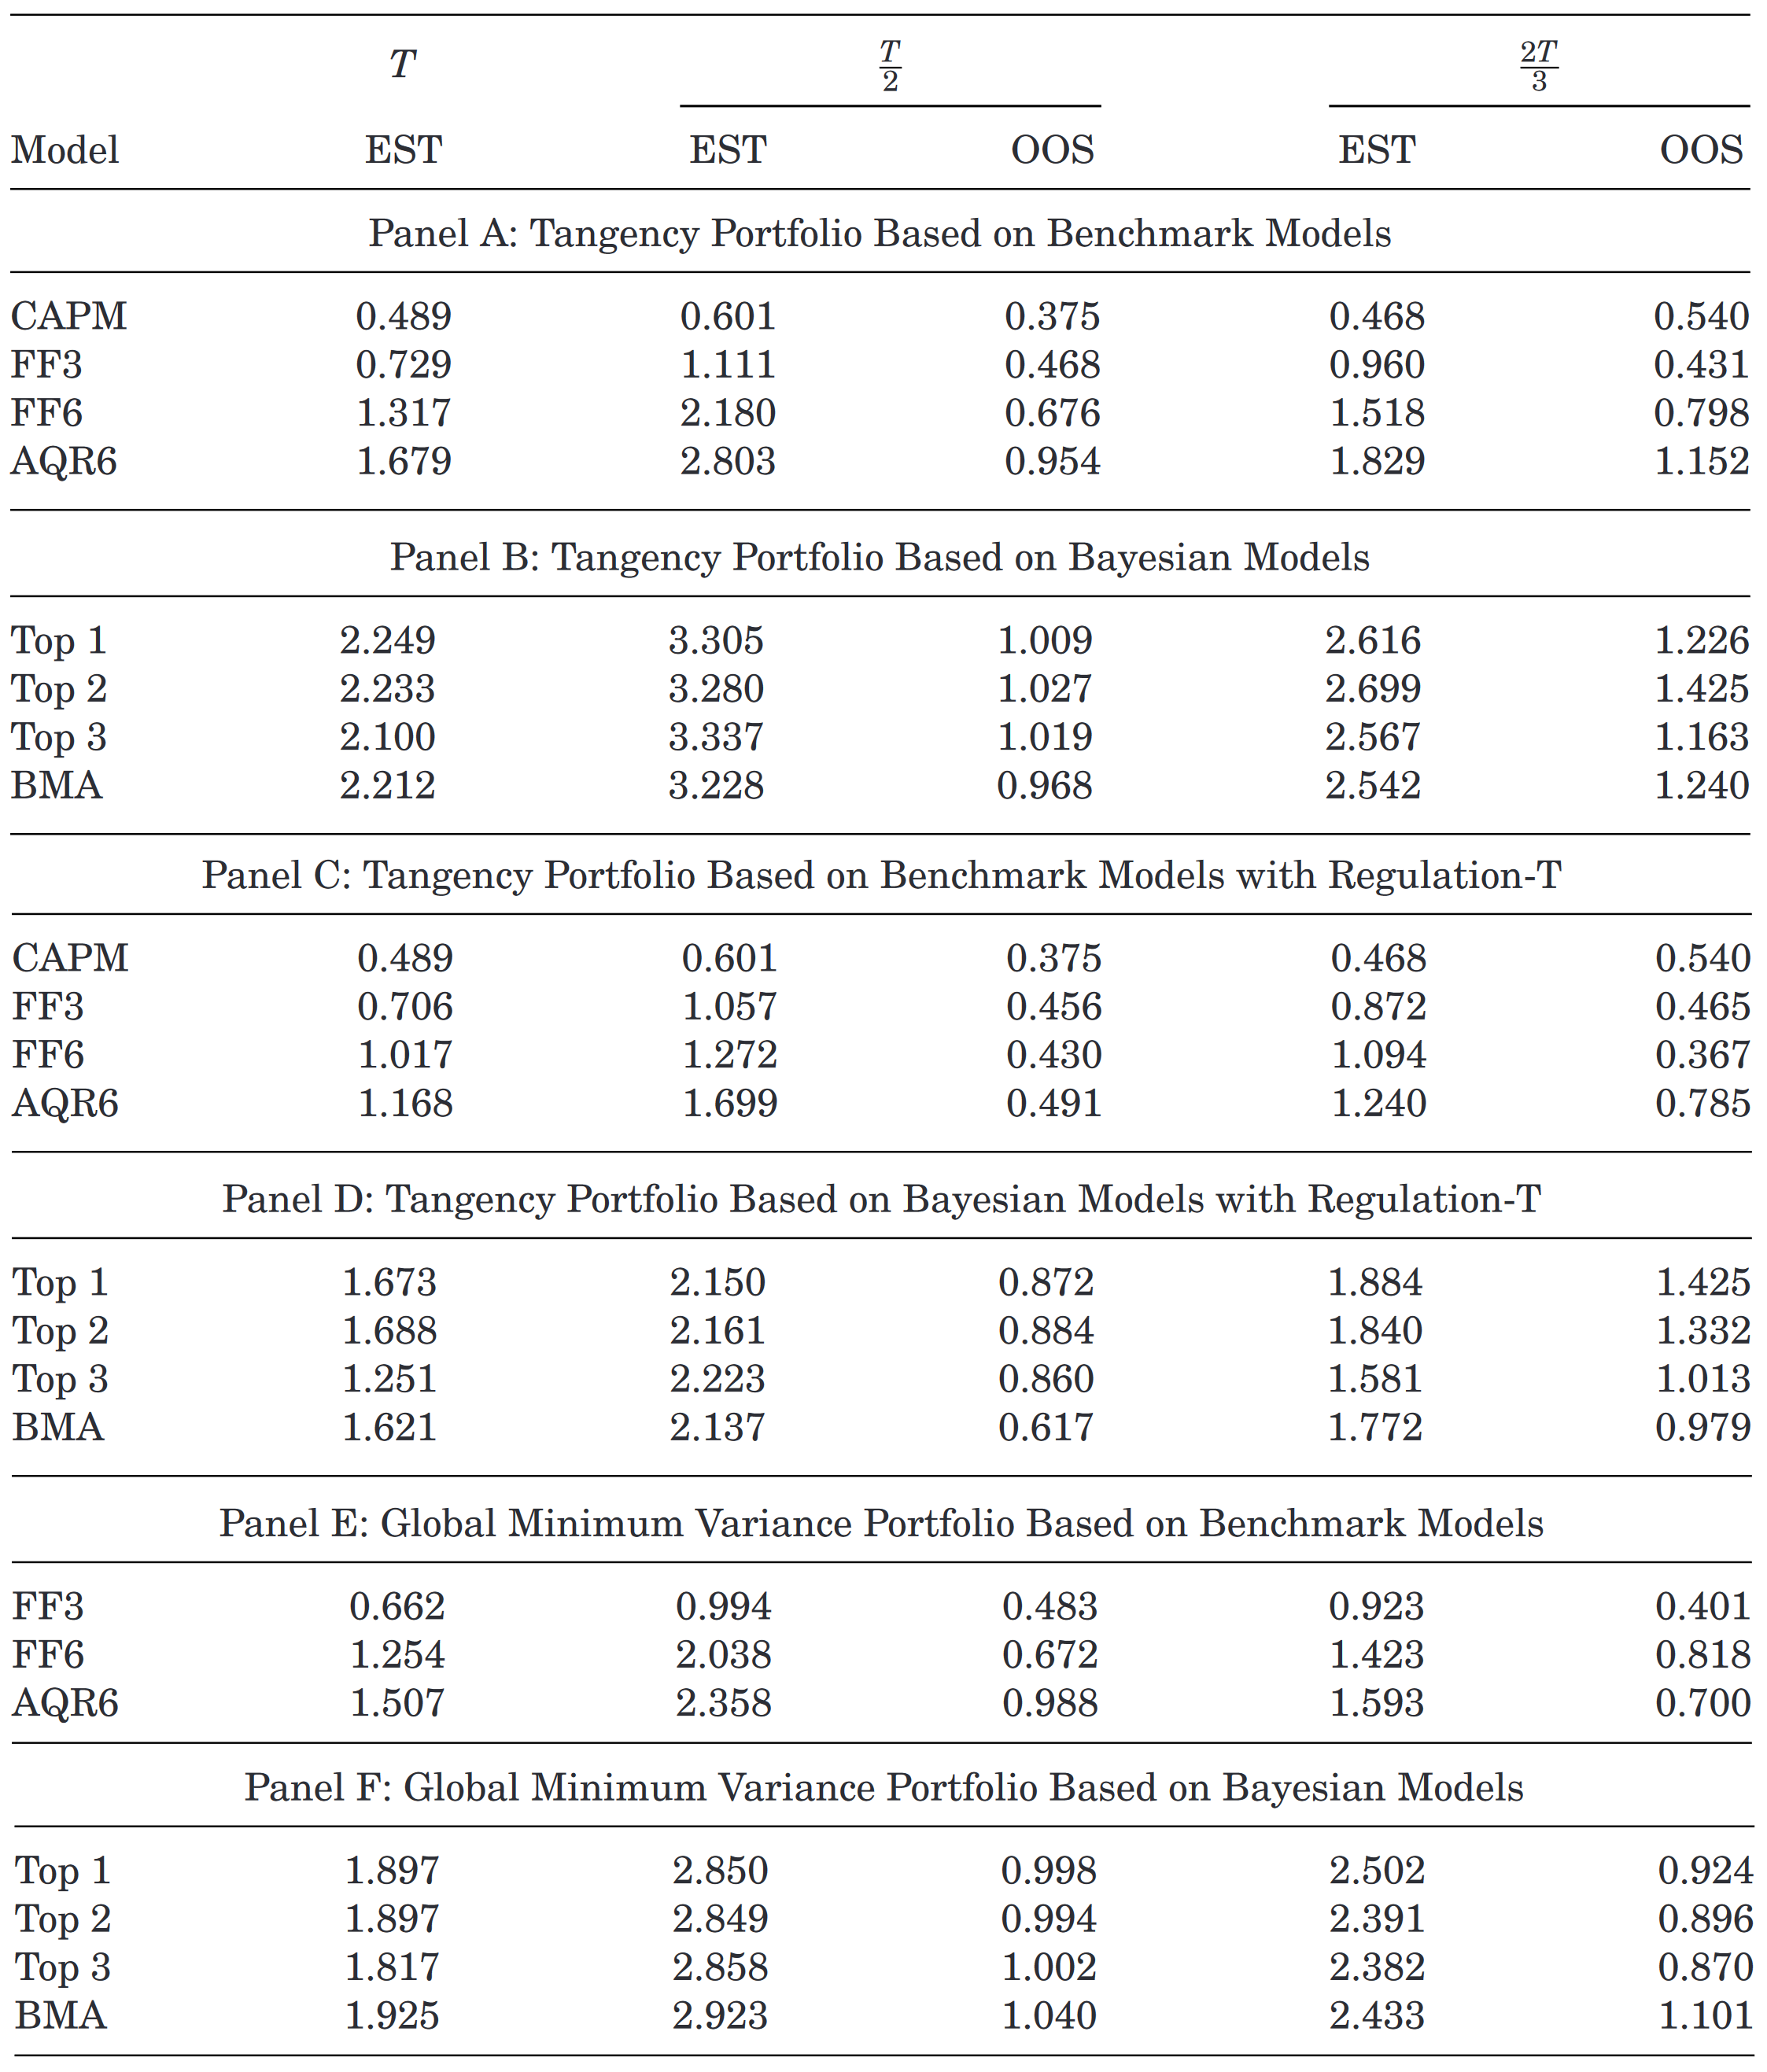 T T/2 2T/3
Model EST EST OOS EST OOS
Panel A: Tangency Portfolio Based on Benchmark Models
CAPM 0.489 0.601 0.375 0.468 0.540
FF3 0.729 1.111 0.468 0.960 0.431
FF6 1.317 2.180 0.676 1.518 0.798
AQR6 1.679 2.803 0.954 1.829 1.152
Panel B: Tangency Portfolio Based on Bayesian Models
Top 1 2.249 3.305 1.009 2.616 1.226
Top 2 2.233 3.280 1.027 2.699 1.425
Top 3 2.100 3.337 1.019 2.567 1.163
BMA 2.212 3.228 0.968 2.542 1.240
Panel C: Tangency Portfolio Based on Benchmark Models with Regulation-T
CAPM 0.489 0.601 0.375 0.468 0.540
FF3 0.706 1.057 0.456 0.872 0.465
FF6 1.017 1.272 0.430 1.094 0.367
AQR6 1.168 1.699 0.491 1.240 0.785
Panel D: Tangency Portfolio Based on Bayesian Models with Regulation-T
Top 1 1.673 2.150 0.872 1.884 1.425
Top 2 1.688 2.161 0.884 1.840 1.332
Top 3 1.251 2.223 0.860 1.581 1.013
BMA 1.621 2.137 0.617 1.772 0.979
Panel E: Global Minimum Variance Portfolio Based on Benchmark Models
FF3 0.662 0.994 0.483 0.923 0.401
FF6 1.254 2.038 0.672 1.423 0.818
AQR6 1.507 2.358 0.988 1.593 0.700
Panel F: Global Minimum Variance Portfolio Based on Bayesian Models
Top 1 1.897 2.850 0.998 2.502 0.924
Top 2 1.897 2.849 0.994 2.391 0.896
Top 3 1.817 2.858 1.002 2.382 0.870
BMA 1.925 2.923 1.040 2.433 1.101